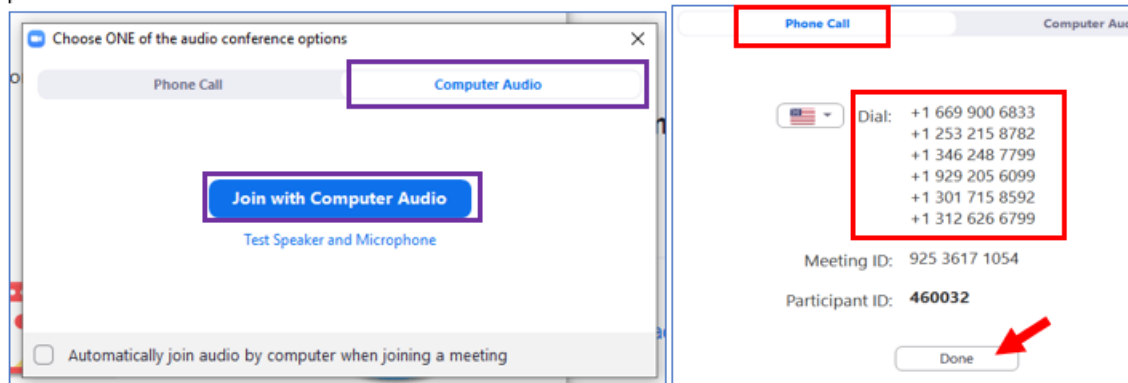 Choose ONE of the audio conference options
Phone Call
Computer Audio
Join with Computer Audio
Test Speaker and Microphone
Automatically join audio by computer when joining a meeting
Phone Call
Computer Au
Dial: +1 669 900 6833
+1 253 215 8782
+1 346 248 7799
+1 929 205 6099
+1 301 715 8592
+1 312 626 6799
Meeting ID: 925 3617 1054
Participant ID: 460032
Done